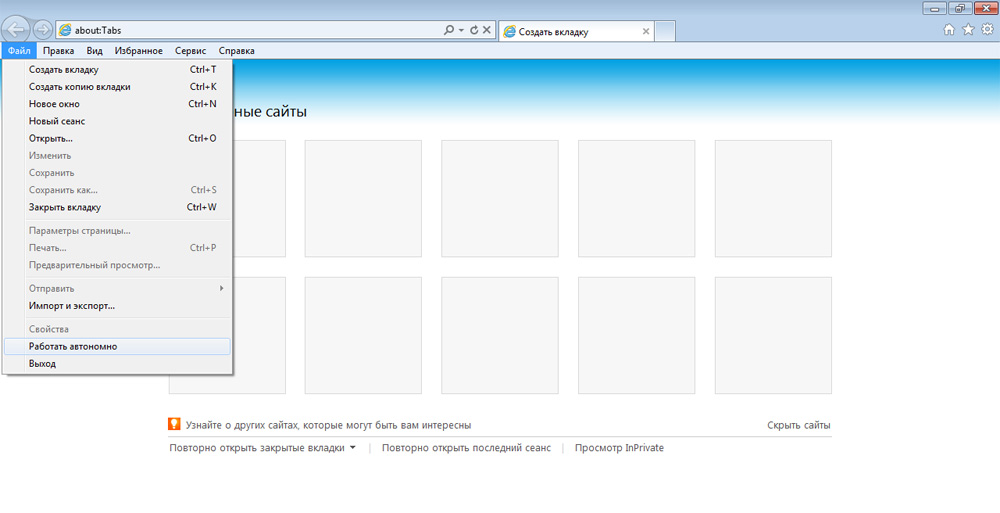 about:Tabs
Создать вкладку
Файл Правка Вид Избранное Сервис Справка
Создать вкладку Ctrl+T
Создать копию вкладки Ctrl+K
Новое окно Ctrl+N
Новый сеанс
Открыть... Ctrl+O
Изменить
Сохранить
Сохранить как... Ctrl+S
Закрыть вкладку Ctrl+W
Параметры страницы...
Печать... Ctrl+P
Предварительный просмотр...
Отправить
Импорт и экспорт...
Свойства
Работать автономно
Выход
ные сайты
Узнайте о других сайтах, которые могут быть вам интересны Скрыть сайты
Повторно открыть закрытые вкладки Повторно открыть последний сеанс Просмотр InPrivate